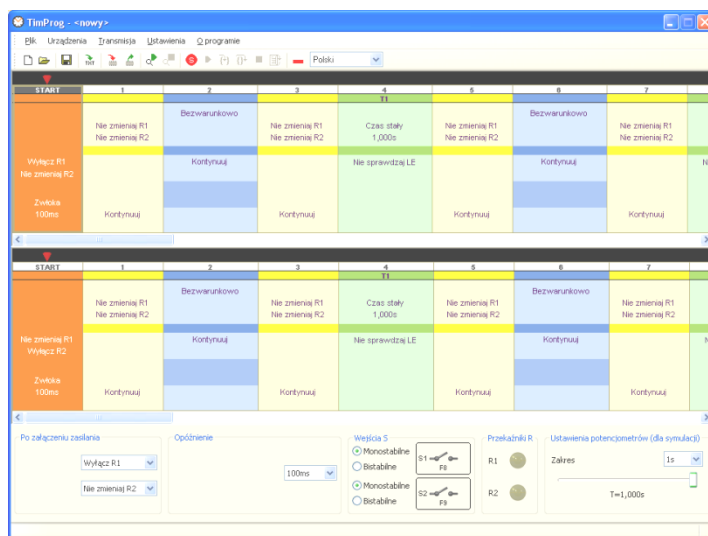 TimProg - <nowy>
Plik Urządzenia Transmisja Ustawienia O programie
Polski
START 1 2 3 4 5 6 7
T1
Bezwarunkowo Bezwarunkowo
Nie zmieniaj R1 Nie zmieniaj R1 Czas stały Nie zmieniaj R1 Nie zmieniaj R1
Nie zmieniaj R2 Nie zmieniaj R2 1,000s Nie zmieniaj R2 Nie zmieniaj R2
Wyłącz R1 Kontynuuj Nie sprawdzaj LE Kontynuuj N
Nie zmieniaj R2
Zwłoka
100ms Kontynuuj Kontynuuj Kontynuuj Kontynuuj
START 1 2 3 4 5 6 7
T1
Bezwarunkowo Bezwarunkowo
Nie zmieniaj R1 Nie zmieniaj R1 Czas stały Nie zmieniaj R1 Nie zmieniaj R1
Nie zmieniaj R2 Nie zmieniaj R2 1,000s Nie zmieniaj R2 Nie zmieniaj R2
Nie zmieniaj R1 Kontynuuj Nie sprawdzaj LE Kontynuuj N
Wyłącz R2
Zwłoka
100ms Kontynuuj Kontynuuj Kontynuuj Kontynuuj
Po załączeniu zasilania Opóźnienie Wejścia S Przekaźniki R Ustawienia potencjometrów (dla symulacji)
Wyłącz R1 Monostabilne S1 R1 Zakres 1s
100ms Bistabilne F8
Nie zmieniaj R2 Monostabilne S2 R2 T=1,000s
Bistabilne F9